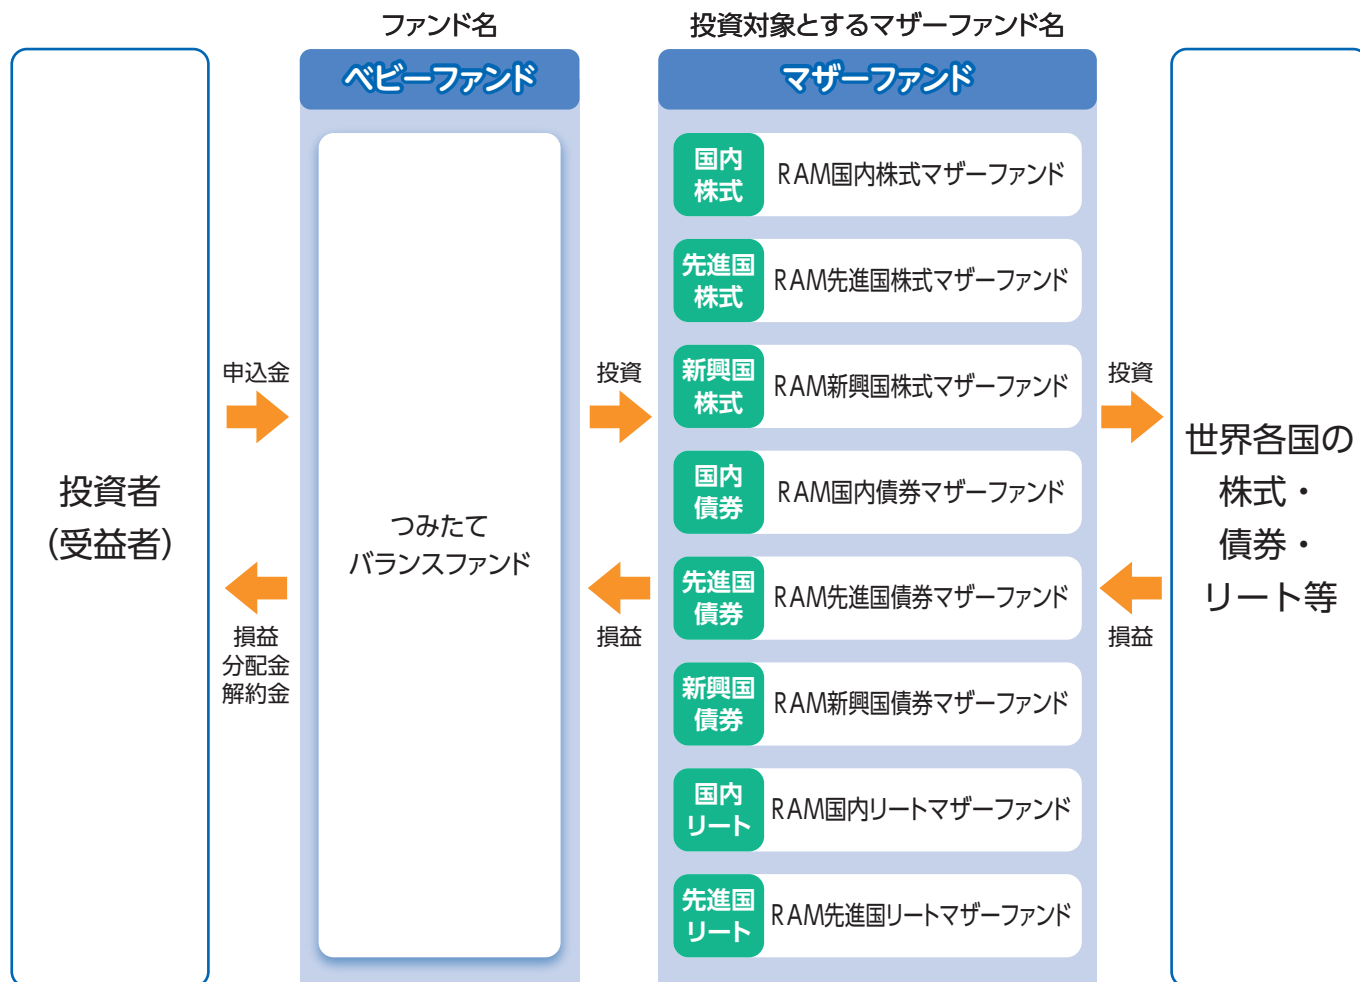 ファンド名
投資対象とするマザーファンド名
ベビーファンド
マザーファンド
投資者
(受益者)
申込金
損益
分配金
解約金
つみたて
バランスファンド
投資
損益
国内
株式
RAM国内株式マザーファンド
先進国
株式
RAM先進国株式マザーファンド
新興国
株式
RAM新興国株式マザーファンド
国内
債券
RAM国内債券マザーファンド
先進国
債券
RAM先進国債券マザーファンド
新興国
債券
RAM新興国債券マザーファンド
国内
リート
RAM国内リートマザーファンド
先進国
リート
RAM先進国リートマザーファンド
投資
損益
世界各国の
株式・
債券・
リート等